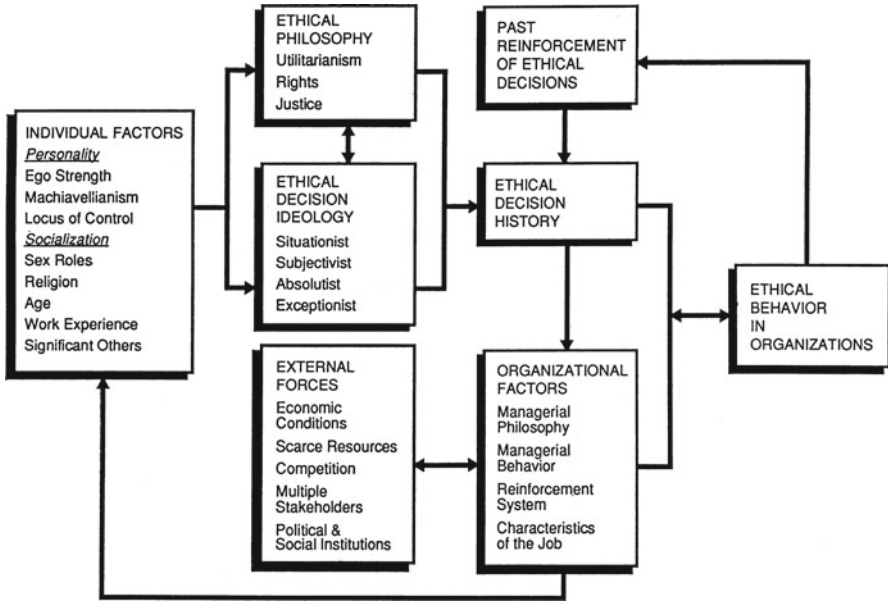 INDIVIDUAL FACTORS
Personality
Ego Strength
Machiavellianism
Locus of Control
Socialization
Sex Roles
Religion
Age
Work Experience
Significant Others
ETHICAL
PHILOSOPHY
Utilitarianism
Rights
Justice
ETHICAL
DECISION
IDEOLOGY
Situationist
Subjectivist
Absolutist
Exceptionist
EXTERNAL
FORCES
Economic
Conditions
Scarce Resources
Competition
Multiple
Stakeholders
Political &
Social Institutions
PAST
REINFORCEMENT
OF ETHICAL
DECISIONS
ETHICAL
DECISION
HISTORY
ORGANIZATIONAL
FACTORS
Managerial
Philosophy
Managerial
Behavior
Reinforcement
System
Characteristics
of the Job
ETHICAL
BEHAVIOR
IN
ORGANIZATIONS